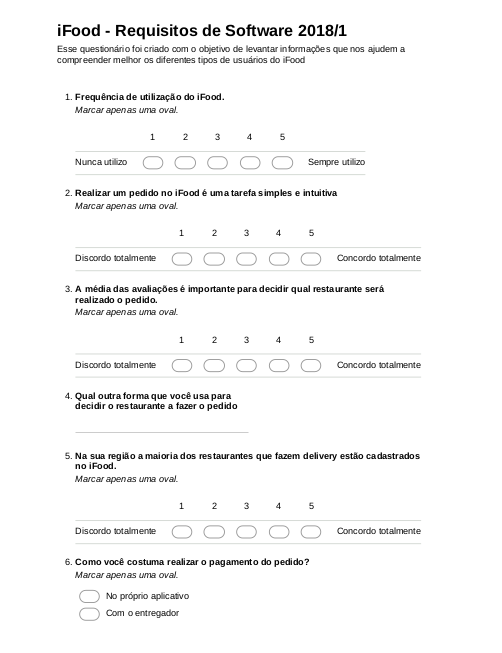 iFood - Requisitos de Software 2018/1
Esse questionário foi criado com o objetivo de levantar informações que nos ajudem a
compreender melhor os diferentes tipos de usuários do iFood
1. Frequência de utilização do iFood.
Marcar apenas uma oval.
1 2 3 4 5
Nunca utilizo Sempre utilizo
2. Realizar um pedido no iFood é uma tarefa simples e intuitiva
Marcar apenas uma oval.
1 2 3 4 5
Discordo totalmente Concordo totalmente
3. A média das avaliações é importante para decidir qual restaurante será
realizado o pedido.
Marcar apenas uma oval.
1 2 3 4 5
Discordo totalmente Concordo totalmente
4. Qual outra forma que você usa para
decidir o restaurante a fazer o pedido
5. Na sua região a maioria dos restaurantes que fazem delivery estão cadastrados
no iFood.
Marcar apenas uma oval.
1 2 3 4 5
Discordo totalmente Concordo totalmente
6. Como você costuma realizar o pagamento do pedido?
Marcar apenas uma oval.
No próprio aplicativo
Com o entregador